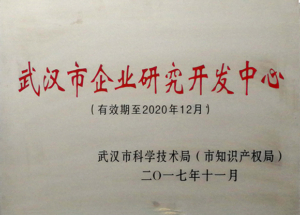 武汉市企业研究开发中心
（有效期至2020年12月）
武汉市科学技术局（市知识产权局）
二〇一七年十一月